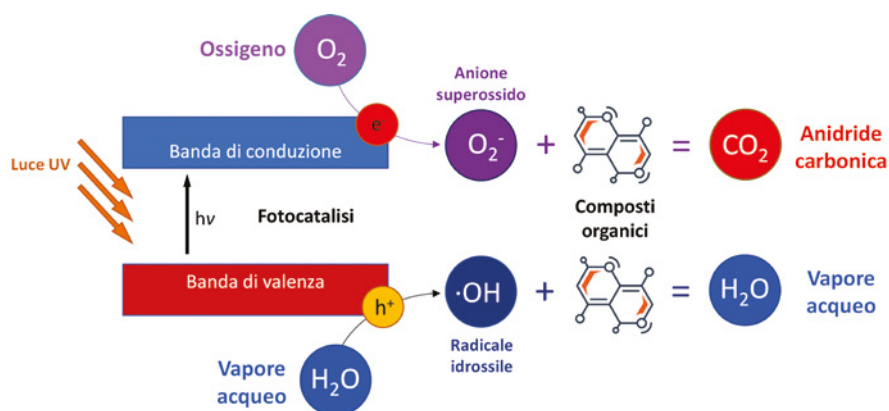 Ossigeno
O₂
Anione
superossido
e
Banda di conduzione
O₂⁻
+
=
CO₂
Anidride
carbonica
Luce UV
hν
Fotocatalisi
Composti
organici
Banda di valenza
h⁺
·OH
+
=
H₂O
Vapore
acqueo
Radicale
idrossile
Vapore
acqueo
H₂O